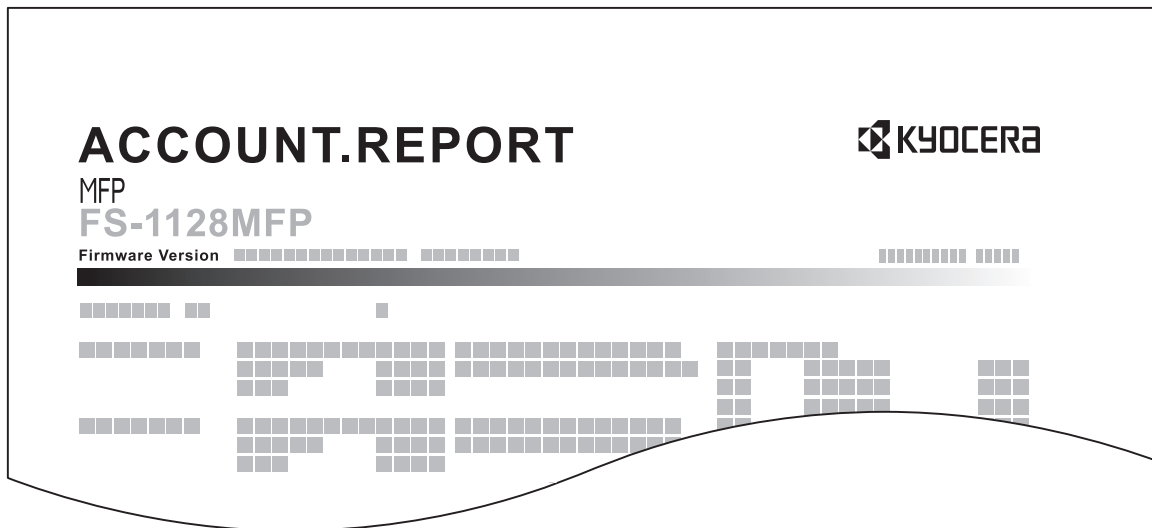 ACCOUNT.REPORT
KYOCERA
MFP
FS-1128MFP
Firmware Version